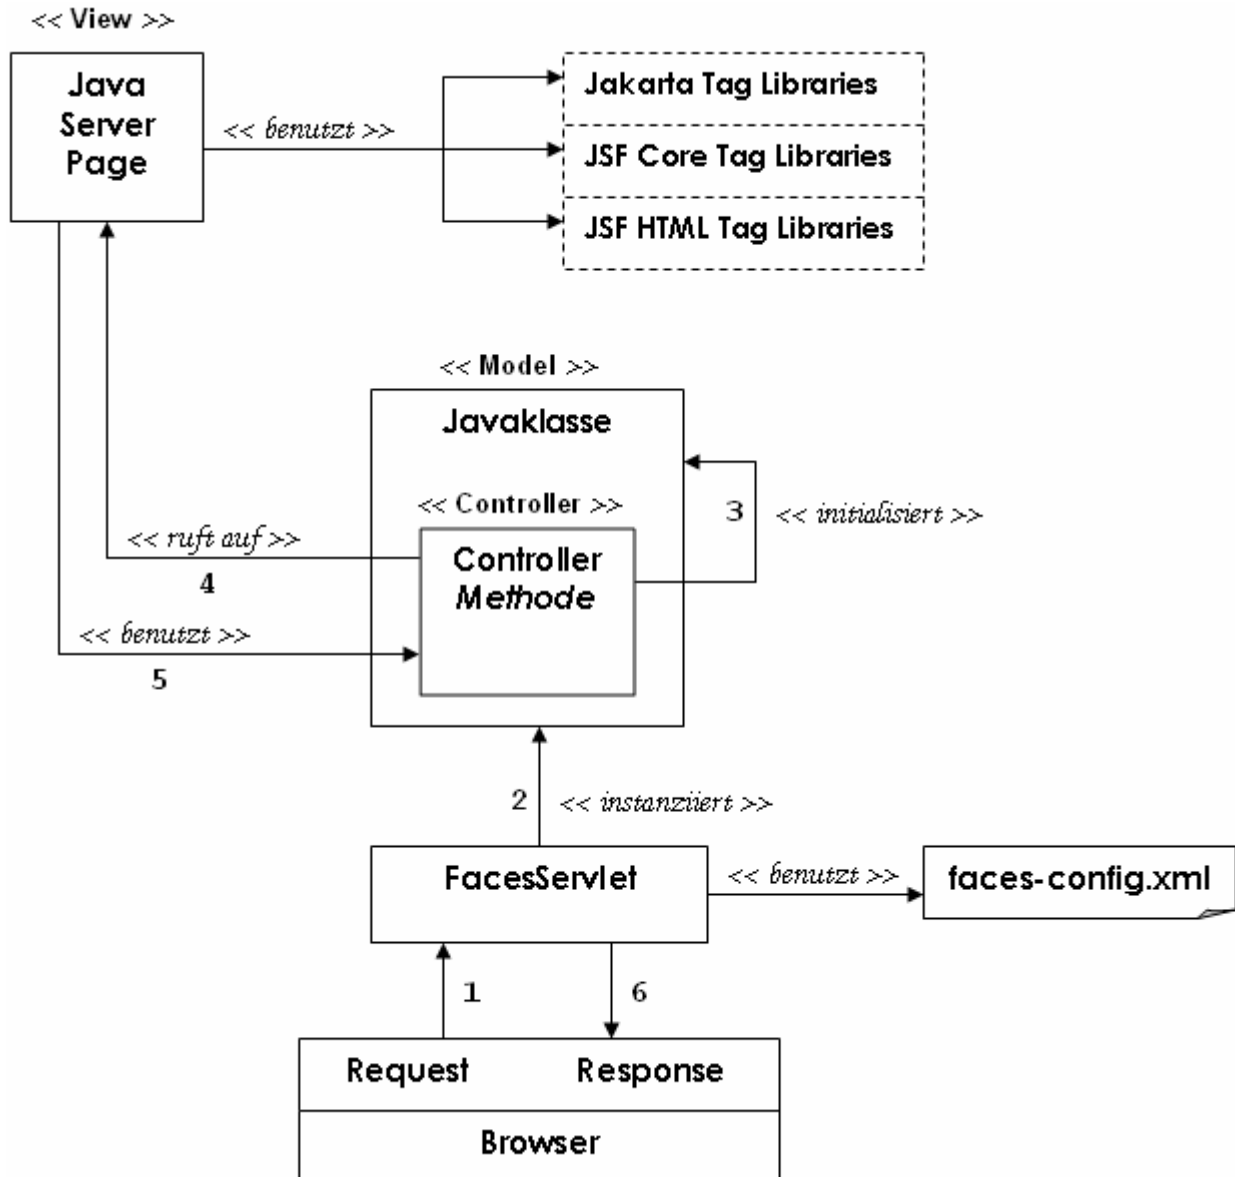 << View >>
Java
Server
Page
<< benutzt >>
Jakarta Tag Libraries
JSF Core Tag Libraries
JSF HTML Tag Libraries
<< Model >>
Javaklasse
<< Controller >>
Controller
Methode
3
<< initialisiert >>
<< ruft auf >>
4
<< benutzt >>
5
2
<< instanziiert >>
FacesServlet
<< benutzt >>
faces-config.xml
1
6
Request
Response
Browser